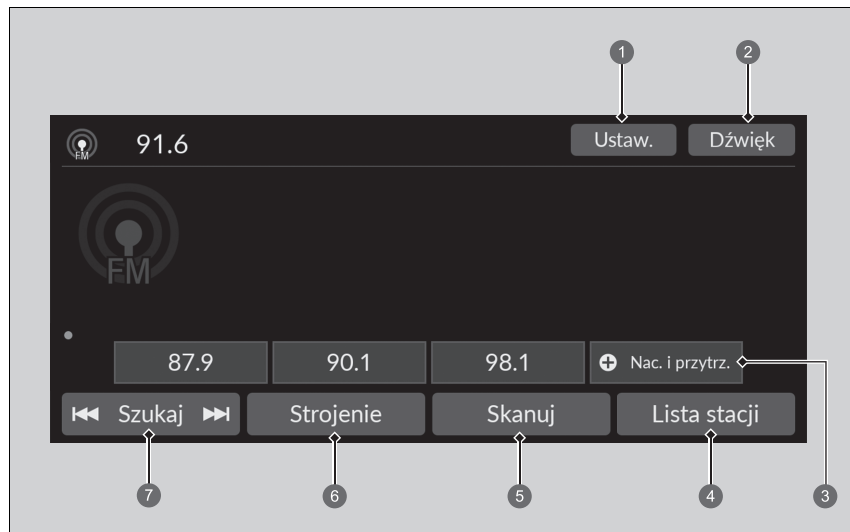 1 2
FM 91.6 Ustaw. Dźwięk
FM
87.9 90.1 98.1 Nac. i przytrz.
Szukaj Strojenie Skanuj Lista stacji
7 6 5 4 3